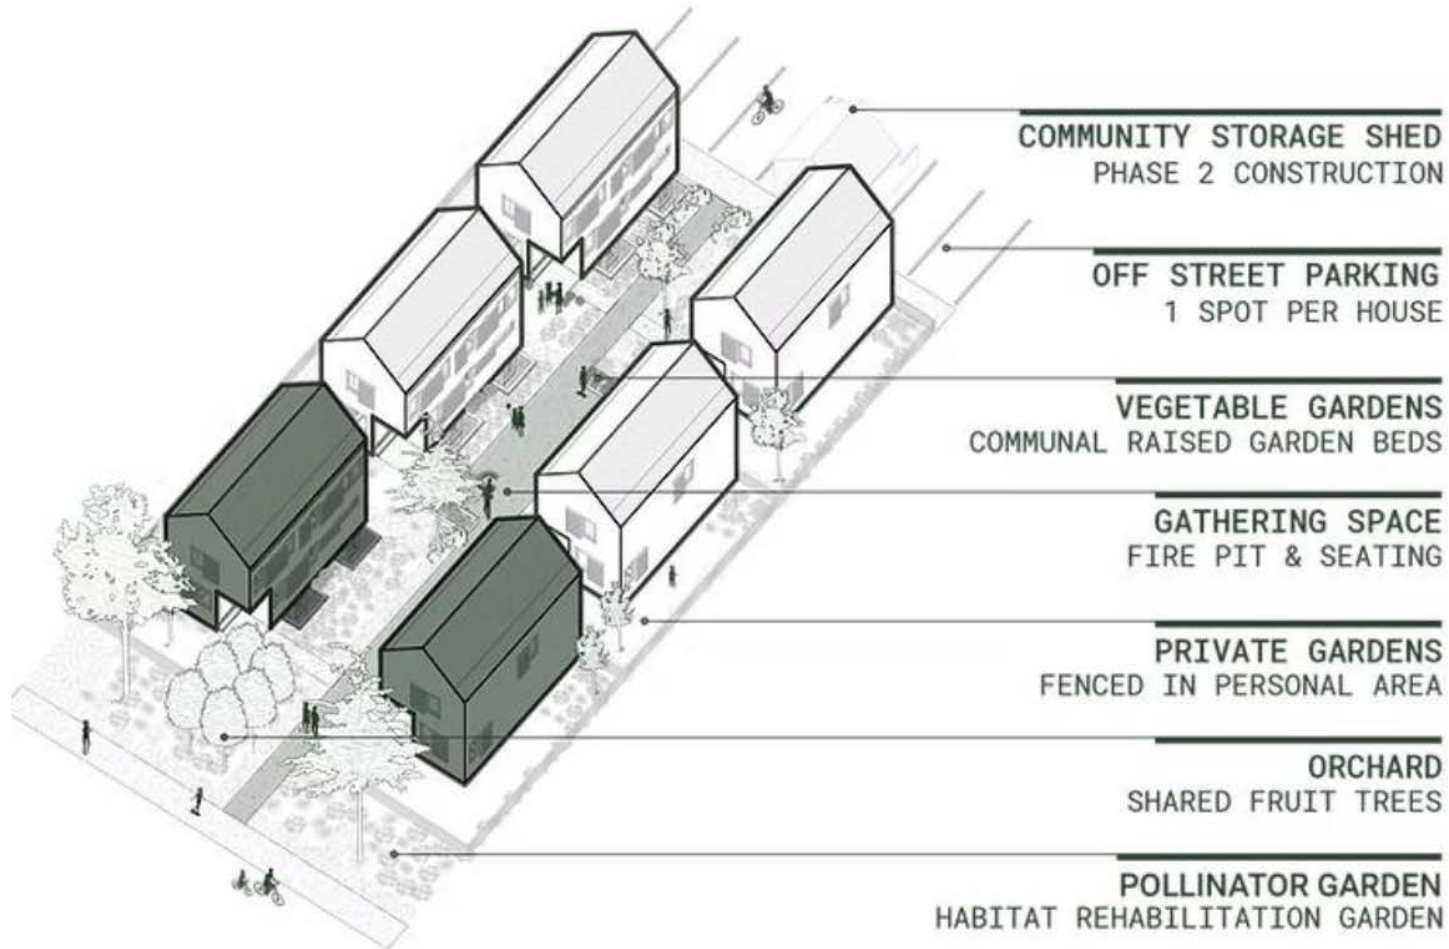 COMMUNITY STORAGE SHED
PHASE 2 CONSTRUCTION
OFF STREET PARKING
1 SPOT PER HOUSE
VEGETABLE GARDENS
COMMUNAL RAISED GARDEN BEDS
GATHERING SPACE
FIRE PIT & SEATING
PRIVATE GARDENS
FENCED IN PERSONAL AREA
ORCHARD
SHARED FRUIT TREES
POLLINATOR GARDEN
HABITAT REHABILITATION GARDEN